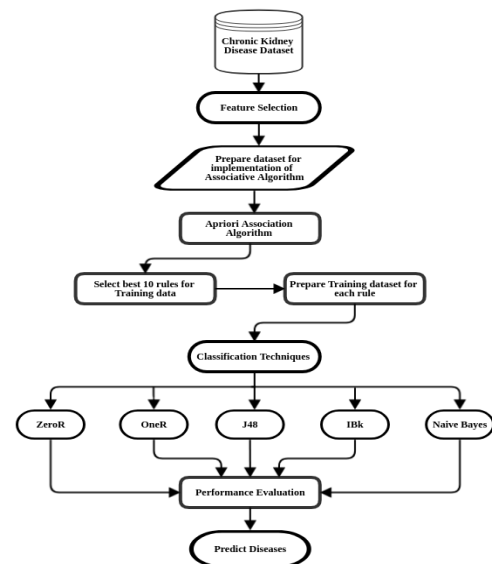 Chronic Kidney
Disease Dataset
Feature Selection
Prepare dataset for
implementation of
Associative Algorithm
Apriori Association
Algorithm
Select best 10 rules for
Training data
Prepare Training dataset for
each rule
Classification Techniques
ZeroR
OneR
J48
IBk
Naive Bayes
Performance Evaluation
Predict Diseases